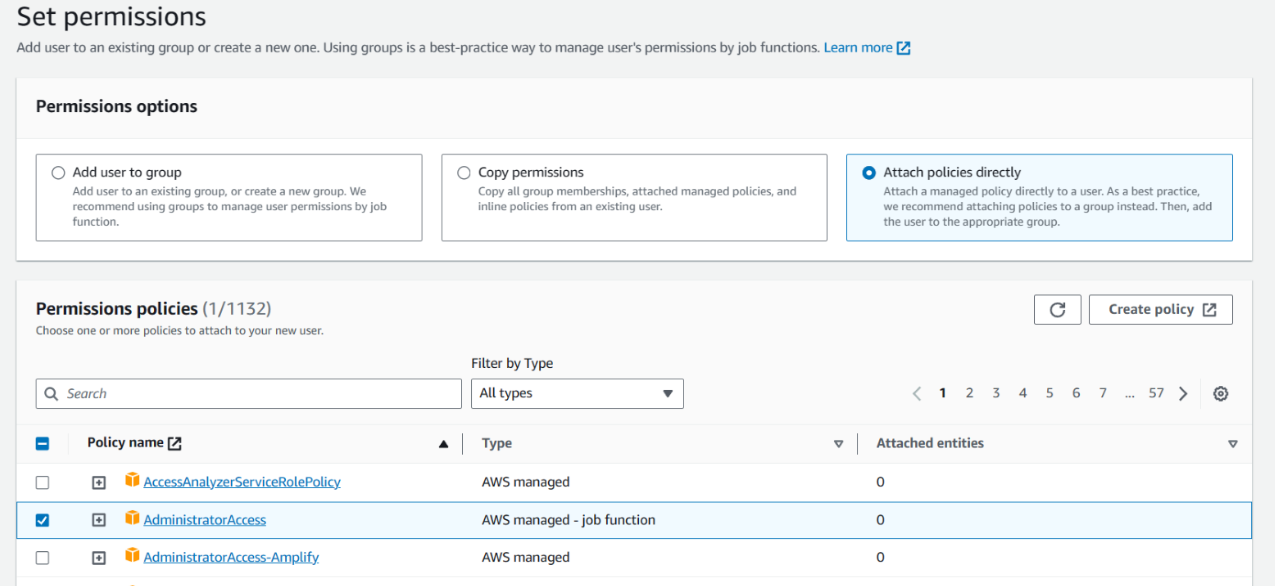 Set permissions
Add user to an existing group or create a new one. Using groups is a best-practice way to manage user's permissions by job functions. Learn more
Permissions options
Add user to group
Add user to an existing group, or create a new group. We
recommend using groups to manage user permissions by job
function.
Copy permissions
Copy all group memberships, attached managed policies, and
inline policies from an existing user.
Attach policies directly
Attach a managed policy directly to a user. As a best practice,
we recommend attaching policies to a group instead. Then, add
the user to the appropriate group.
Permissions policies (1/1132)
Choose one or more policies to attach to your new user.
Create policy
Filter by Type
Search
All types
1 2 3 4 5 6 7 ... 57
Policy name Type Attached entities
AccessAnalyzerServiceRolePolicy AWS managed 0
AdministratorAccess AWS managed - job function 0
AdministratorAccess-Amplify AWS managed 0